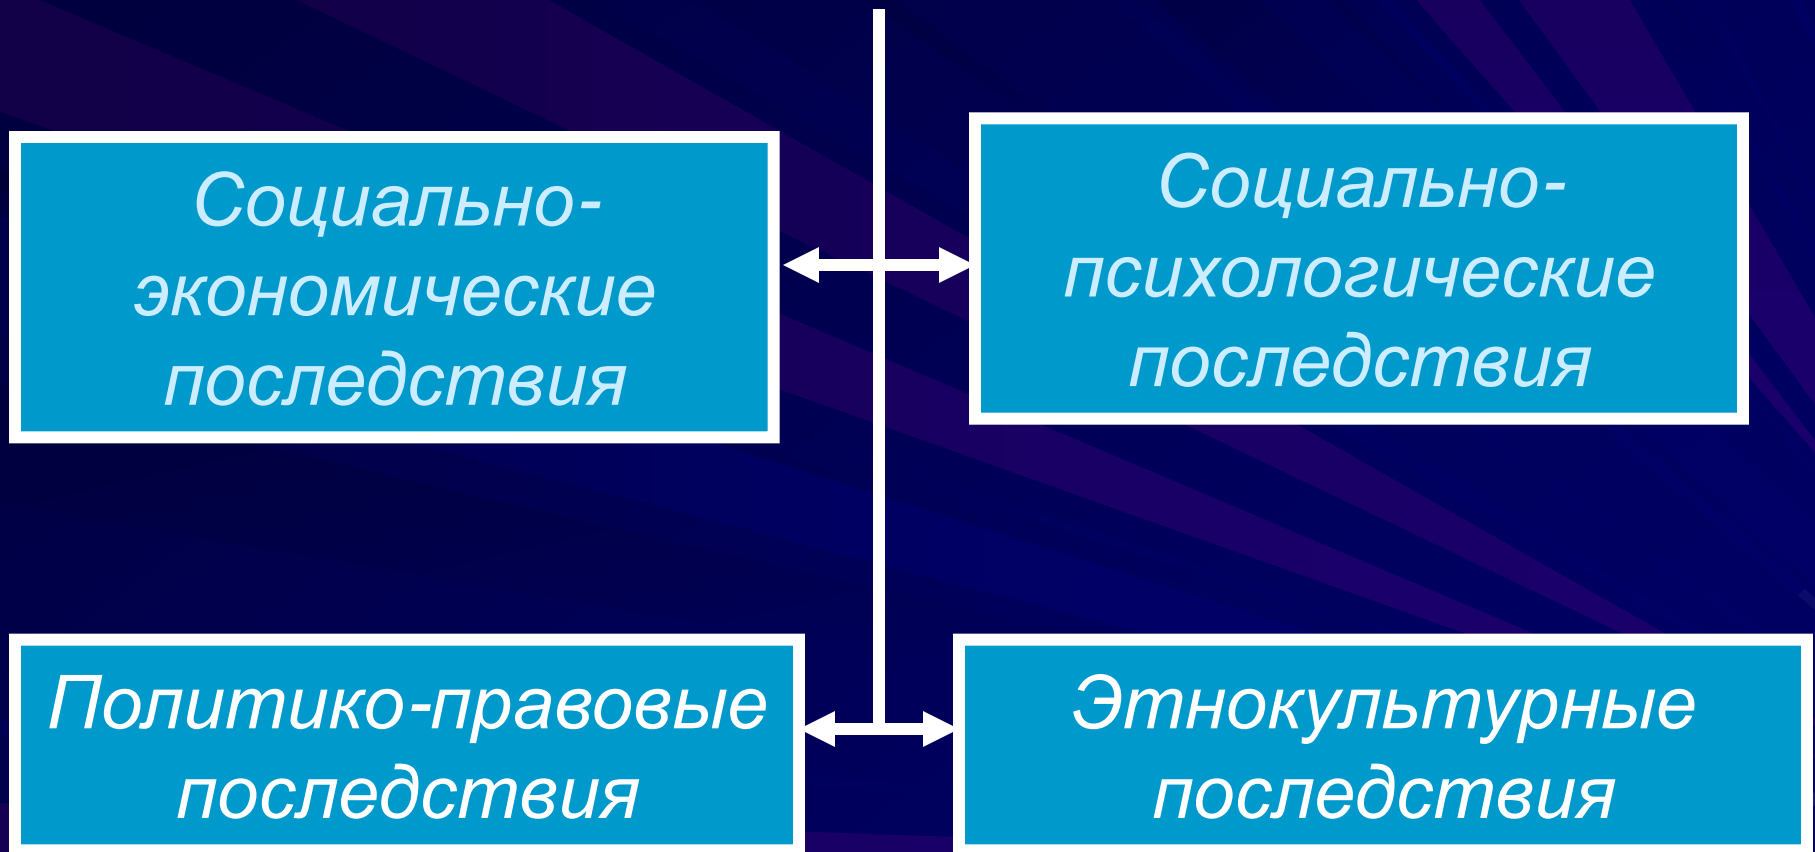 Социально-
экономические
последствия
Социально-
психологические
последствия
Политико-правовые
последствия
Этнокультурные
последствия